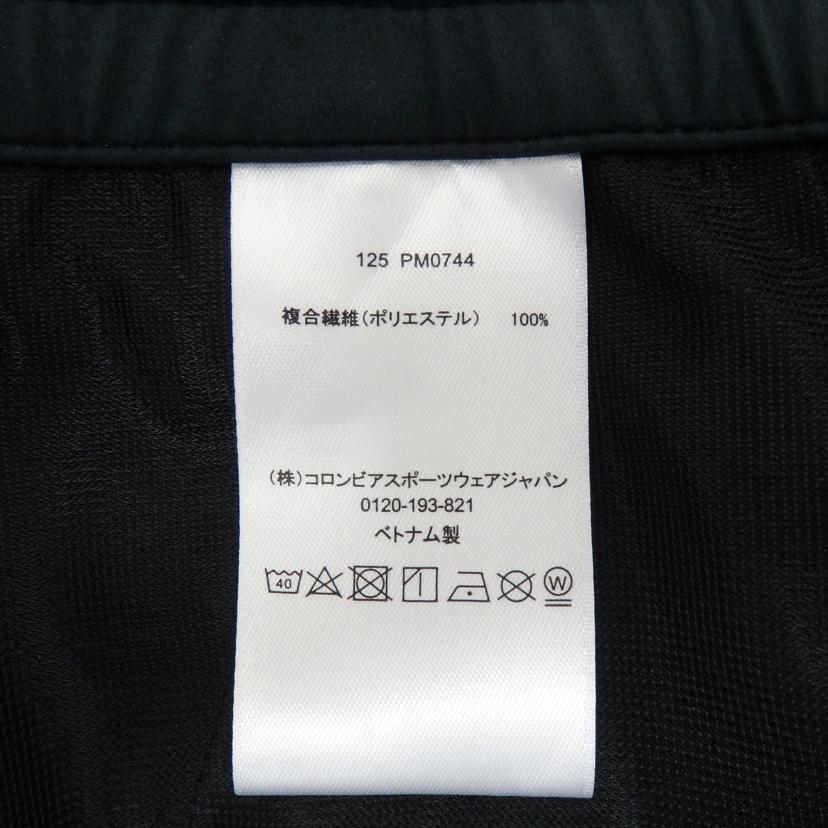 125 PM0744
複合繊維(ポリエステル) 100%
(株)コロンビアスポーツウェアジャパン
0120-193-821
ベトナム製
40 W